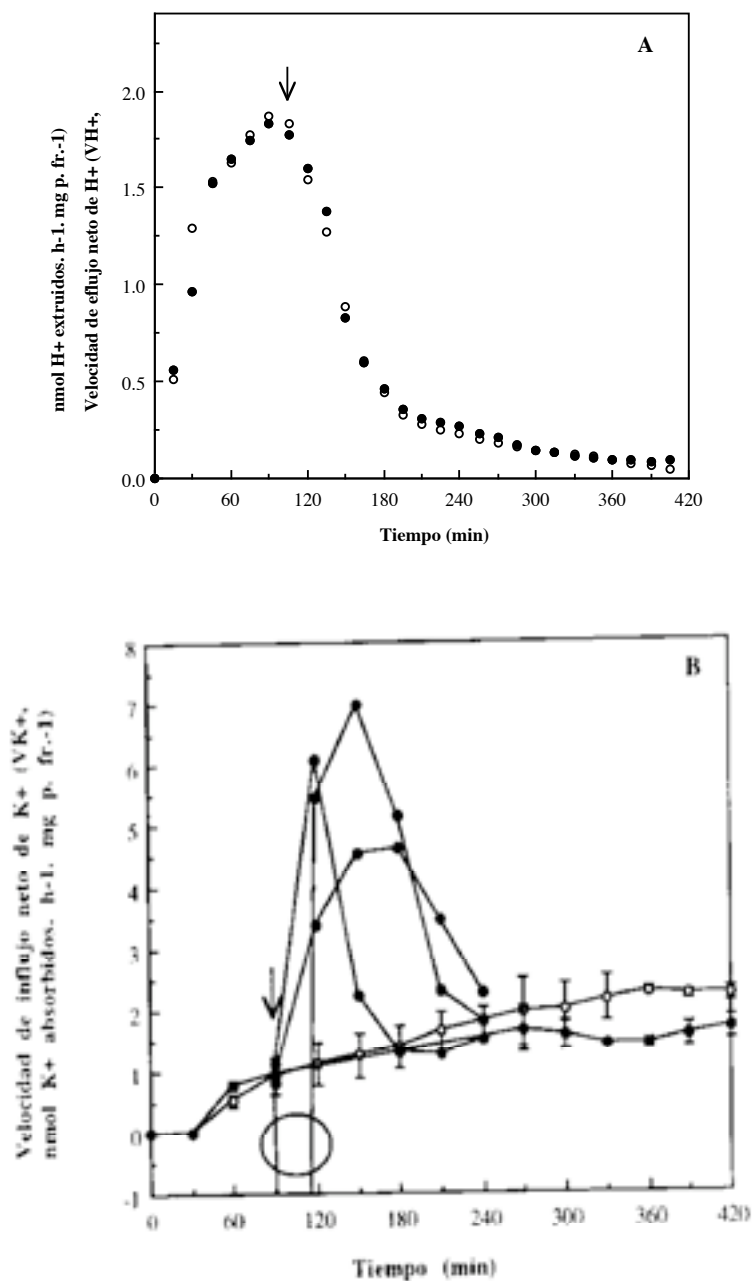 A
nmol H+ extruidos. h-1. mg p. fr.-1)
Velocidad de eflujo neto de H+ (VH+,
2.0
1.5
1.0
0.5
0.0
0 60 120 180 240 300 360 420
Tiempo (min)
B
Velocidad de influjo neto de K+ (VK+,
nmol K+ absorbidos. h-1. mg p. fr.-1)
8
7
6
5
4
3
2
1
0
-1
0 60 120 180 240 300 360 420
Tiempo (min)